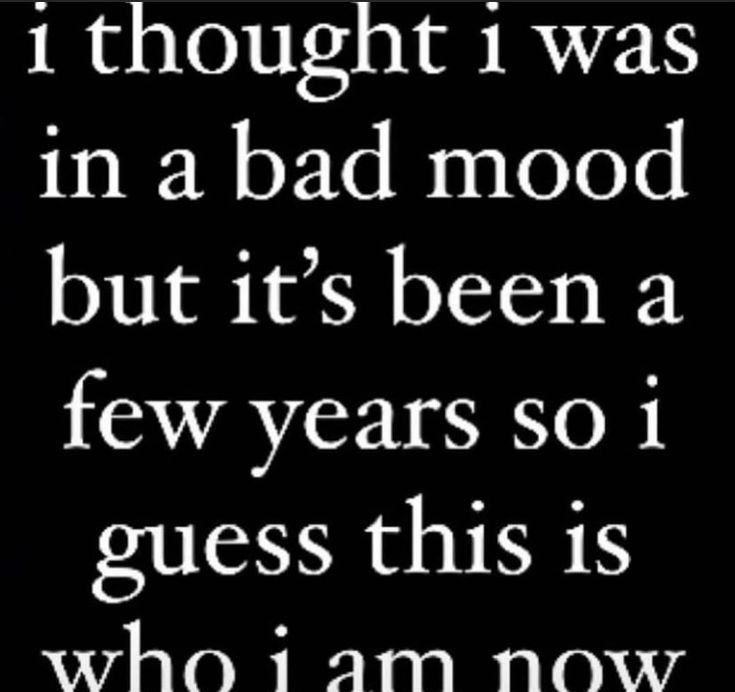 i thought i was
in a bad mood
but it’s been a
few years so i
guess this is
who i am now